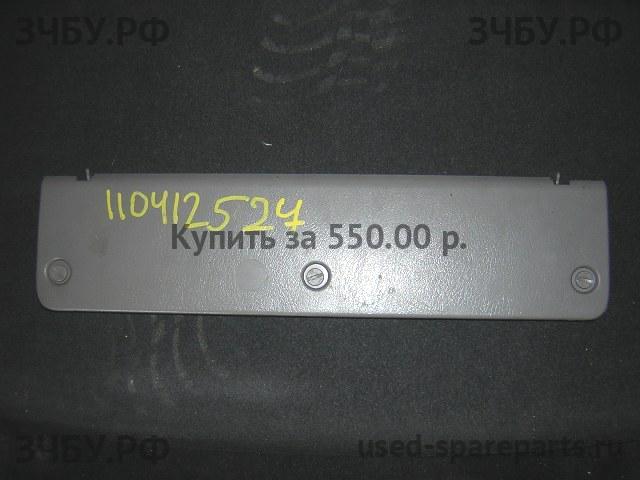 ЗЧБУ.РФ
ЗЧБУ.РФ
110412524
Купить за 550.00 р.
ЗЧБУ.РФ
used-spareparts.ru